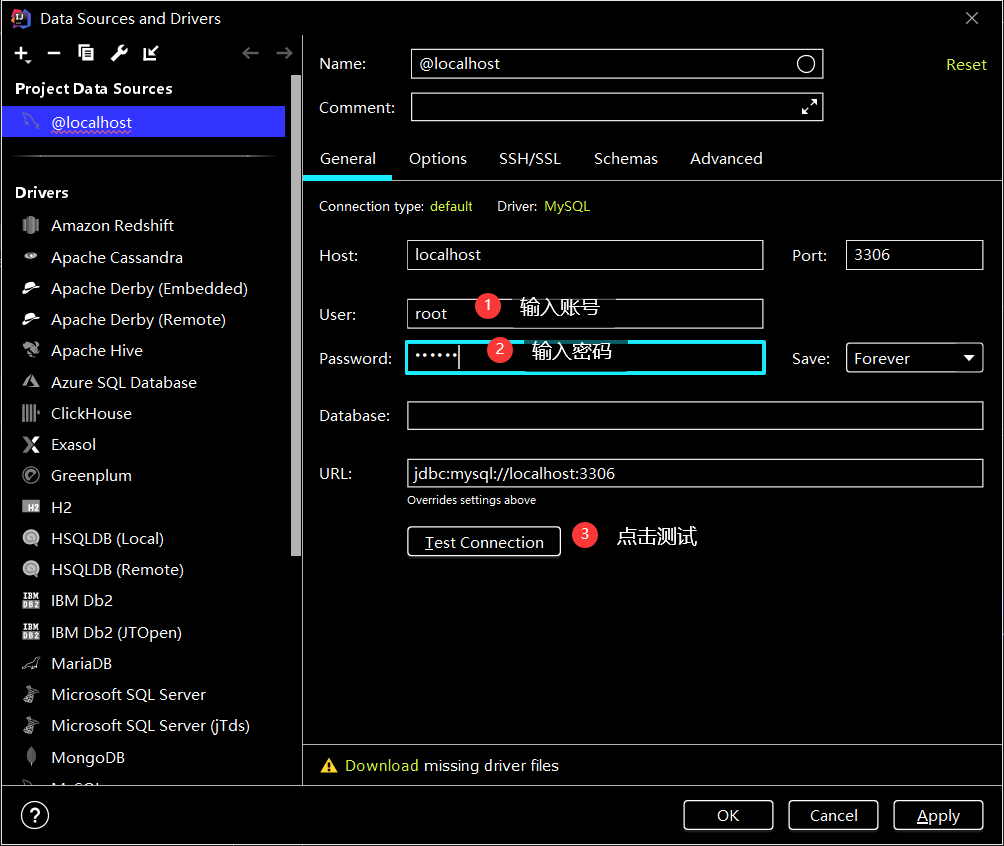 Data Sources and Drivers
Project Data Sources
@localhost
Drivers
Amazon Redshift
Apache Cassandra
Apache Derby (Embedded)
Apache Derby (Remote)
Apache Hive
Azure SQL Database
ClickHouse
Exasol
Greenplum
H2
HSQLDB (Local)
HSQLDB (Remote)
IBM Db2
IBM Db2 (JTOpen)
MariaDB
Microsoft SQL Server
Microsoft SQL Server (jTds)
MongoDB
Name: @localhost Reset
Comment:
General Options SSH/SSL Schemas Advanced
Connection type: default Driver: MySQL
Host: localhost Port: 3306
User: root 1 输入账号
Password: •••••• 2 输入密码 Save: Forever
Database:
URL: jdbc:mysql://localhost:3306
Overrides settings above
Test Connection 3 点击测试
Download missing driver files
? OK Cancel Apply